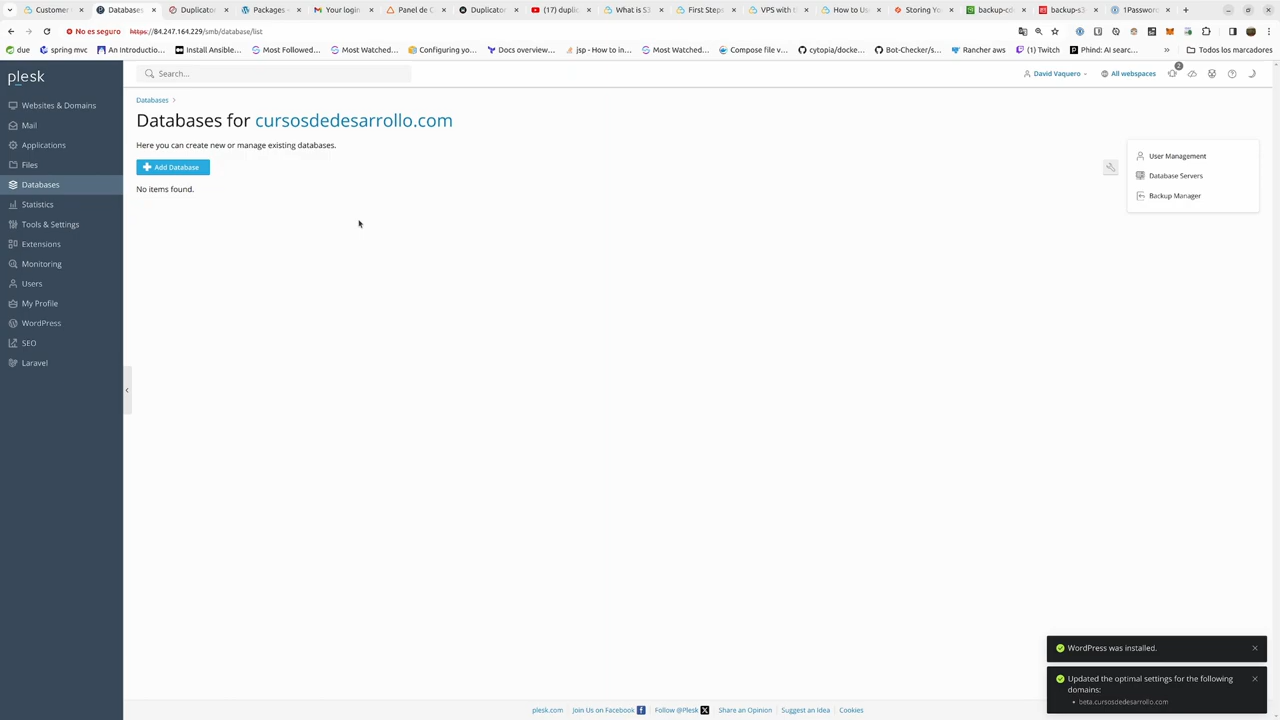 Customer
Databases
Duplicator
Packages -
Your login
Panel de C
Duplicator
(17) duplic
What is S3
First Steps
VPS with t
How to Us
Storing Yo
backup-cd
backup-s3
1Passwor
No es seguro
https://84.247.164.229/smb/database/list
due
spring mvc
An Introductio...
Install Ansible...
Most Followed...
Most Watched...
Configuring yo...
Docs overview...
jsp - How to in...
Most Watched...
Compose file v...
cytopia/docke...
Bot-Checker/s...
Rancher aws
(1) Twitch
Phind: AI searc...
»
Todos los marcadores
plesk
Search...
David Vaquero
All webspaces
2
Websites & Domains
Mail
Applications
Files
Databases
Statistics
Tools & Settings
Extensions
Monitoring
Users
My Profile
WordPress
SEO
Laravel
Databases
Databases for cursosdedesarrollo.com
Here you can create new or manage existing databases.
Add Database
No items found.
User Management
Database Servers
Backup Manager
WordPress was installed.
Updated the optimal settings for the following
domains:
• beta.cursosdedesarrollo.com
plesk.com
Join Us on Facebook
Follow @Plesk
Share an Opinion
Suggest an Idea
Cookies